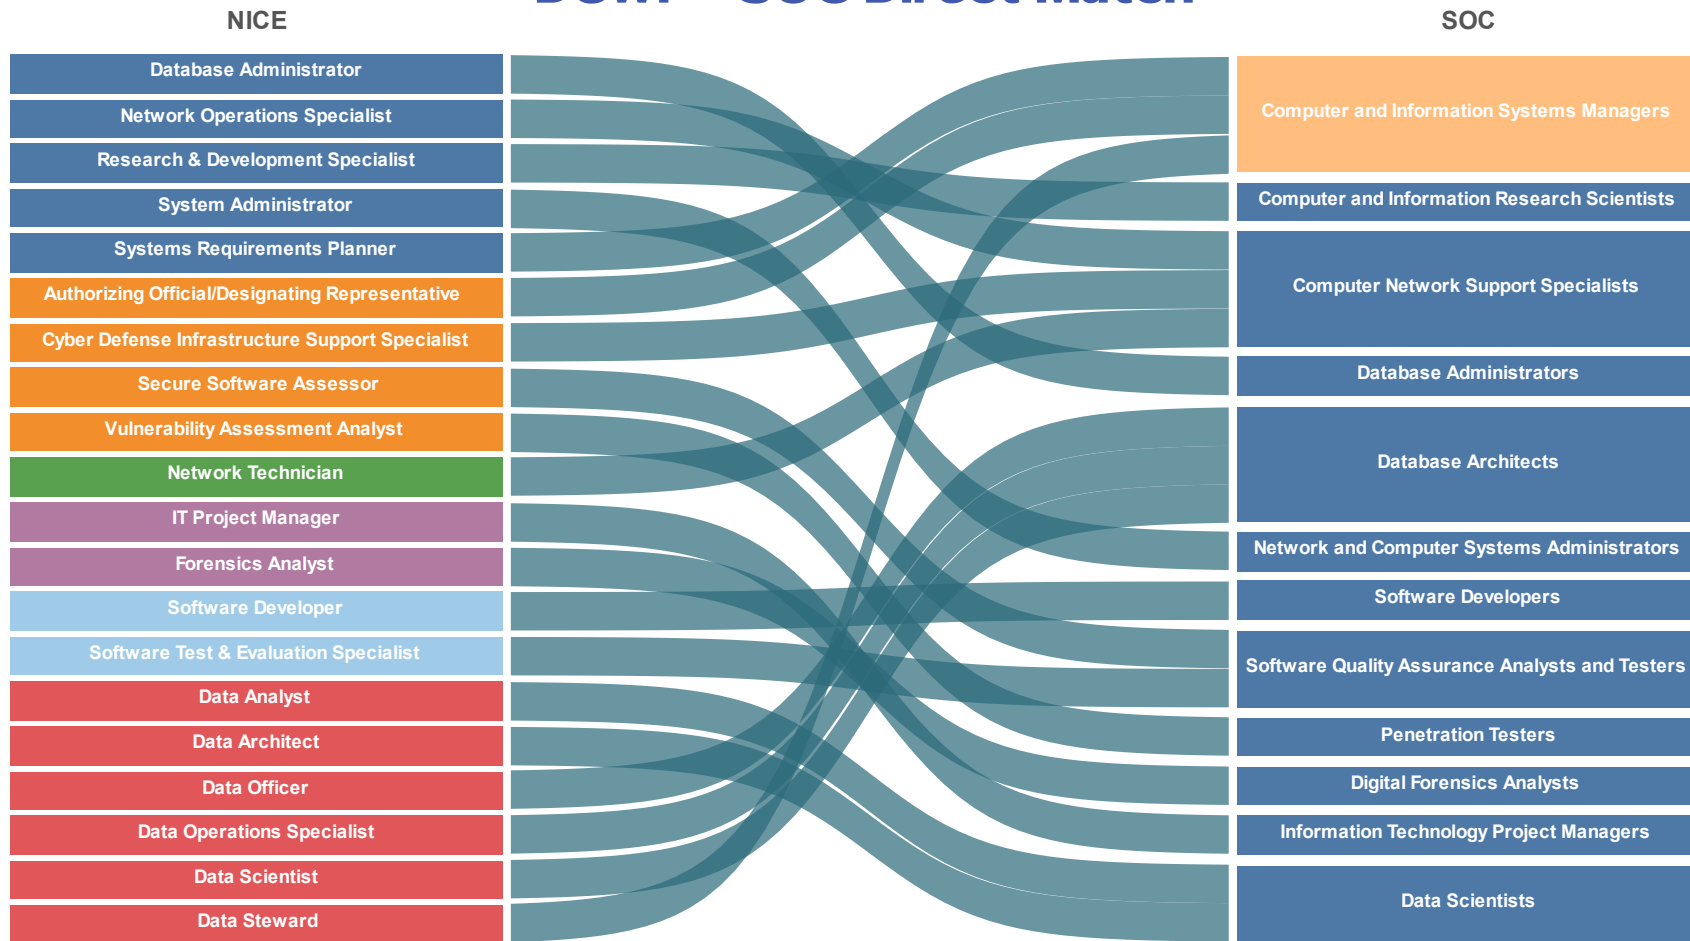 NICE
SOC
Database Administrator
Network Operations Specialist
Research & Development Specialist
System Administrator
Systems Requirements Planner
Authorizing Official/Designating Representative
Cyber Defense Infrastructure Support Specialist
Secure Software Assessor
Vulnerability Assessment Analyst
Network Technician
IT Project Manager
Forensics Analyst
Software Developer
Software Test & Evaluation Specialist
Data Analyst
Data Architect
Data Officer
Data Operations Specialist
Data Scientist
Data Steward
Computer and Information Systems Managers
Computer and Information Research Scientists
Computer Network Support Specialists
Database Administrators
Database Architects
Network and Computer Systems Administrators
Software Developers
Software Quality Assurance Analysts and Testers
Penetration Testers
Digital Forensics Analysts
Information Technology Project Managers
Data Scientists